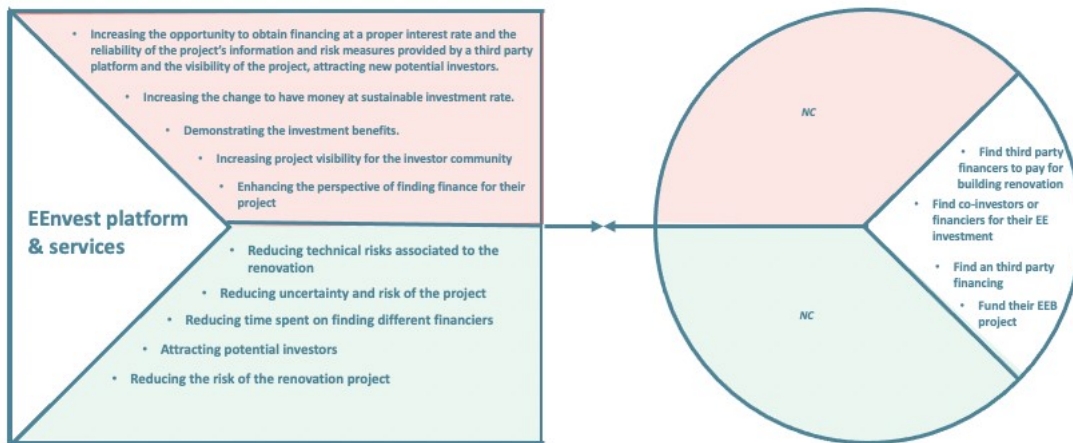 • Increasing the opportunity to obtain financing at a proper interest rate and the
reliability of the project's information and risk measures provided by a third party
platform and the visibility of the project, attracting new potential investors.
• Increasing the change to have money at sustainable investment rate.
• Demonstrating the investment benefits.
• Increasing project visibility for the investor community
• Enhancing the perspective of finding finance for their
project
EEnvest platform
& services
• Reducing technical risks associated to the
renovation
• Reducing uncertainty and risk of the project
• Reducing time spent on finding different financiers
• Attracting potential investors
• Reducing the risk of the renovation project
NC
• Find third party
financers to pay for
building renovation
• Find co-investors or
financiers for their EE
investment
• Find an third party
financing
• Fund their EEB
project
NC